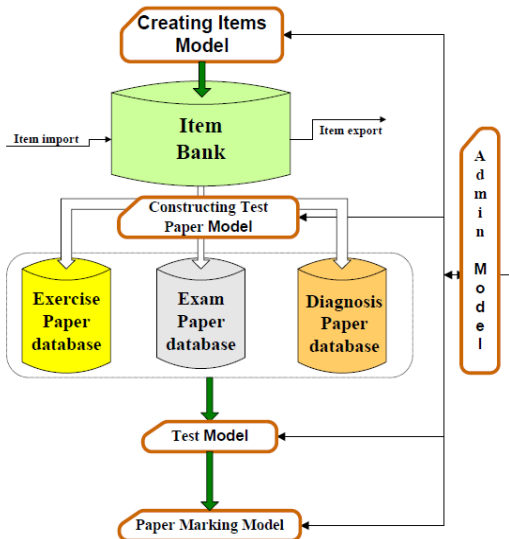 Creating Items
Model
Item
Bank
Item import
Item export
Constructing Test
Paper Model
Exercise
Paper
database
Exam
Paper
database
Diagnosis
Paper
database
A
d
m
i
n
M
o
d
e
l
Test Model
Paper Marking Model